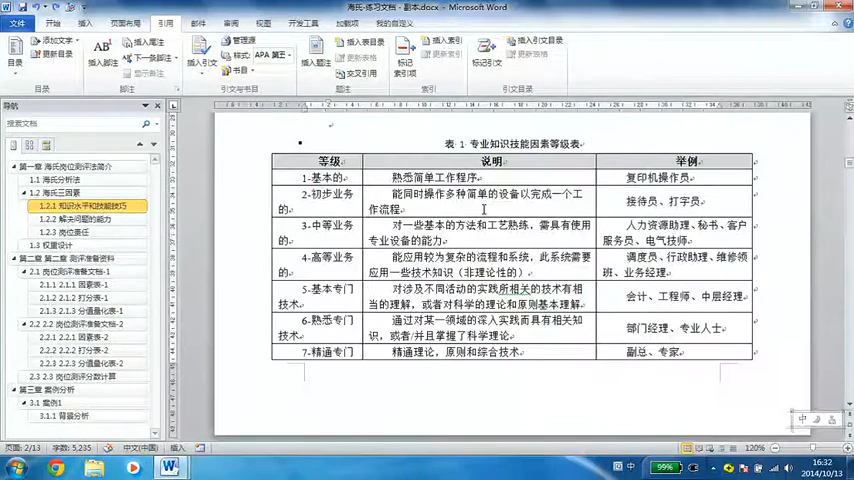 海氏-练习文档 - 副本.docx - Microsoft Word
文件 开始 插入 页面布局 引用 邮件 审阅 视图 开发工具 加载项 我的自定义
目录
添加文字
更新目录
目录
AB¹
插入脚注
插入尾注
下一条脚注
显示备注
脚注
插入引文
管理源
样式: APA 第五
书目
引文与书目
插入题注
插入表目录
更新表格
交叉引用
题注
标记
索引项
插入索引
更新索引
索引
标记引文
插入引文目录
更新表格
引文目录
导航
搜索文档
第一章 海氏岗位测评法简介
1.1 海氏分析法
1.2 海氏三因素
1.2.1 知识水平和技能技巧
1.2.2 解决问题的能力
1.2.3 岗位责任
1.3 权重设计
第二章 第二章 测评准备资料
2.1 岗位测评准备文档-1
2.1.1 2.1.1 因素表-1
2.1.2 2.1.2 打分表-1
2.1.3 2.1.3 分值量化表-1
2.2 2.2 岗位测评准备文档-2
2.2.1 2.2.1 因素表-2
2.2.2 2.2.2 打分表-2
2.2.3 2.2.3 分值量化表-2
2.3 2.3 岗位测评分数计算
第三章 第三章 案例分析
3.1 案例1
3.1.1 背景分析
表 1 专业知识技能因素等级表
等级 说明 举例
1-基本的 熟悉简单工作程序 复印机操作员
2-初步业务的 能同时操作多种简单的设备以完成一个工作流程 接待员、打字员
3-中等业务的 对一些基本的方法和工艺熟练，需具有使用专业设备的能力 人力资源助理、秘书、客户服务员、电气技师
4-高等业务的 能应用较为复杂的流程和系统，此系统需要应用一些技术知识（非理论性的） 调度员、行政助理、维修领班、业务经理
5-基本专门技术 对涉及不同活动的实践所相关的技术有相当的理解，或者对科学的理论和原则基本理解 会计、工程师、中层经理
6-熟悉专门技术 通过对某一领域的深入实践而具有相关知识，或者/并且掌握了科学理论 部门经理、专业人士
7-精通专门 精通理论，原则和综合技术 副总、专家
中
页面: 2/13 字数: 5,235 中文(中国) 插入 120%
中 99% 16:32
2014/10/13